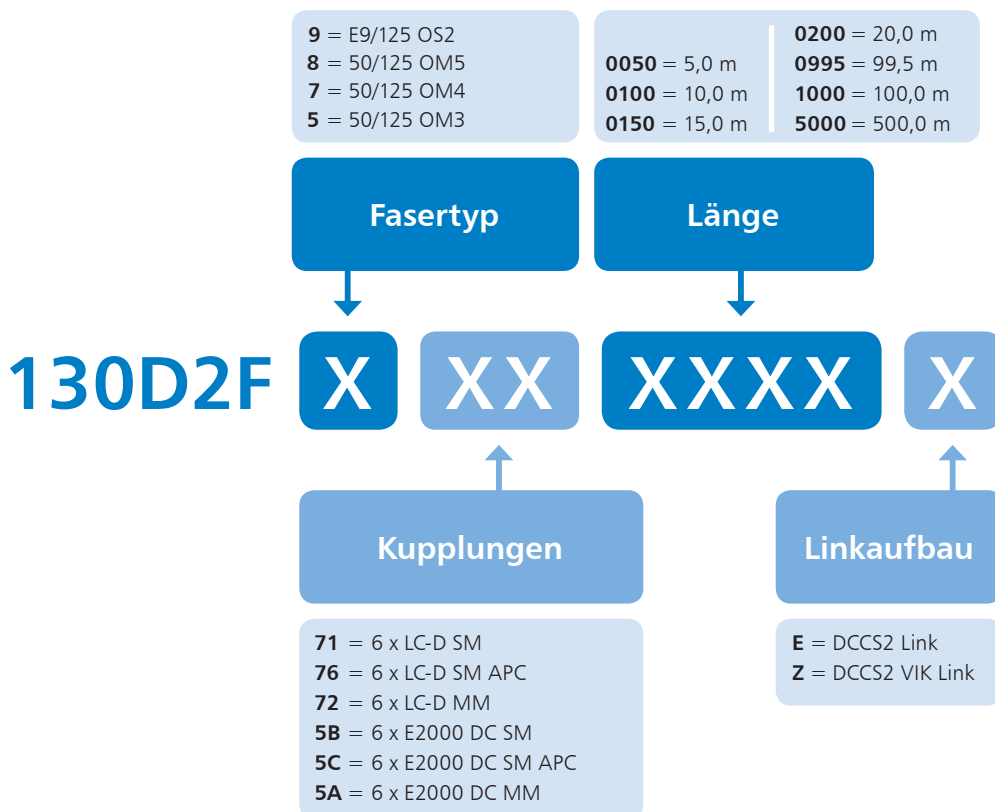 9 = E9/125 OS2
8 = 50/125 OM5
7 = 50/125 OM4
5 = 50/125 OM3
0050 = 5,0 m
0100 = 10,0 m
0150 = 15,0 m
0200 = 20,0 m
0995 = 99,5 m
1000 = 100,0 m
5000 = 500,0 m
Fasertyp
Länge
130D2F X XX XXXX X
Kupplungen
Linkaufbau
71 = 6 x LC-D SM
76 = 6 x LC-D SM APC
72 = 6 x LC-D MM
5B = 6 x E2000 DC SM
5C = 6 x E2000 DC SM APC
5A = 6 x E2000 DC MM
E = DCCS2 Link
Z = DCCS2 VIK Link